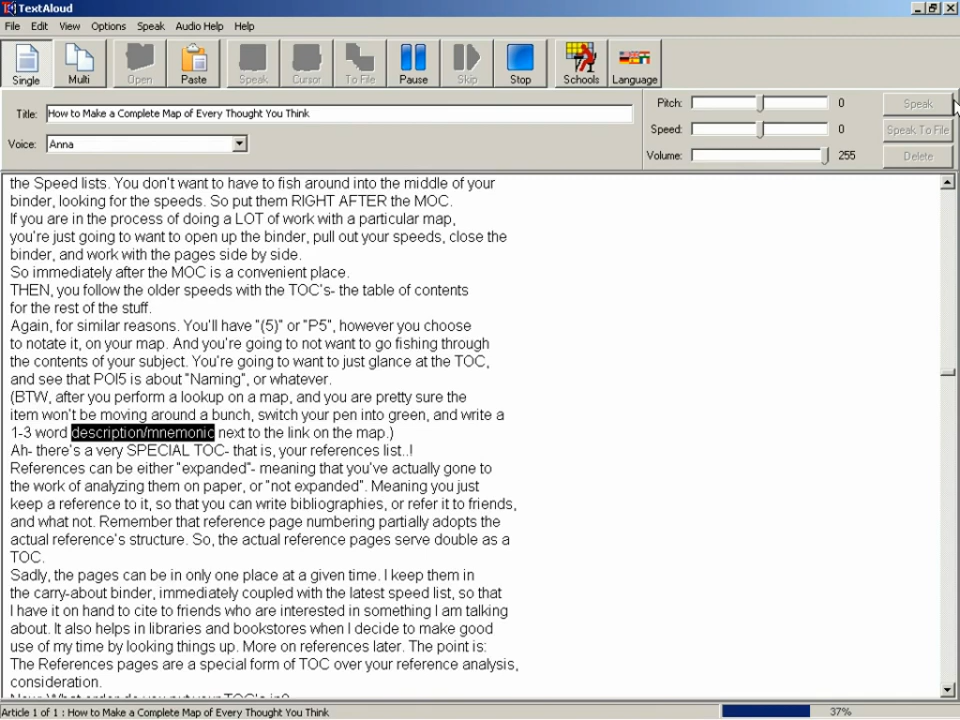 TextAloud
File Edit View Options Speak Audio Help Help
Single Multi Open Paste Speak Cursor To File Pause Skip Stop Schools Language
Title: How to Make a Complete Map of Every Thought You Think
Voice: Anna
Pitch: 0 Speak
Speed: 0 Speak To File
Volume: 255 Delete
the Speed lists. You don't want to have to fish around into the middle of your
binder, looking for the speeds. So put them RIGHT AFTER the MOC.
If you are in the process of doing a LOT of work with a particular map,
you're just going to want to open up the binder, pull out your speeds, close the
binder, and work with the pages side by side.
So immediately after the MOC is a convenient place.
THEN, you follow the older speeds with the TOC's- the table of contents
for the rest of the stuff.
Again, for similar reasons. You'll have "(5)" or "P5", however you choose
to notate it, on your map. And you're going to not want to go fishing through
the contents of your subject. You're going to want to just glance at the TOC,
and see that POI5 is about "Naming", or whatever.
(BTW, after you perform a lookup on a map, and you are pretty sure the
item won't be moving around a bunch, switch your pen into green, and write a
1-3 word description/mnemonic next to the link on the map.)
Ah- there's a very SPECIAL TOC- that is, your references list..!
References can be either "expanded"- meaning that you've actually gone to
the work of analyzing them on paper, or "not expanded". Meaning you just
keep a reference to it, so that you can write bibliographies, or refer it to friends,
and what not. Remember that reference page numbering partially adopts the
actual reference's structure. So, the actual reference pages serve double as a
TOC.
Sadly, the pages can be in only one place at a given time. I keep them in
the carry-about binder, immediately coupled with the latest speed list, so that
I have it on hand to cite to friends who are interested in something I am talking
about. It also helps in libraries and bookstores when I decide to make good
use of my time by looking things up. More on references later. The point is:
The References pages are a special form of TOC over your reference analysis,
consideration.
Now: What order do you put your TOC's in?
Article 1 of 1 : How to Make a Complete Map of Every Thought You Think 37%